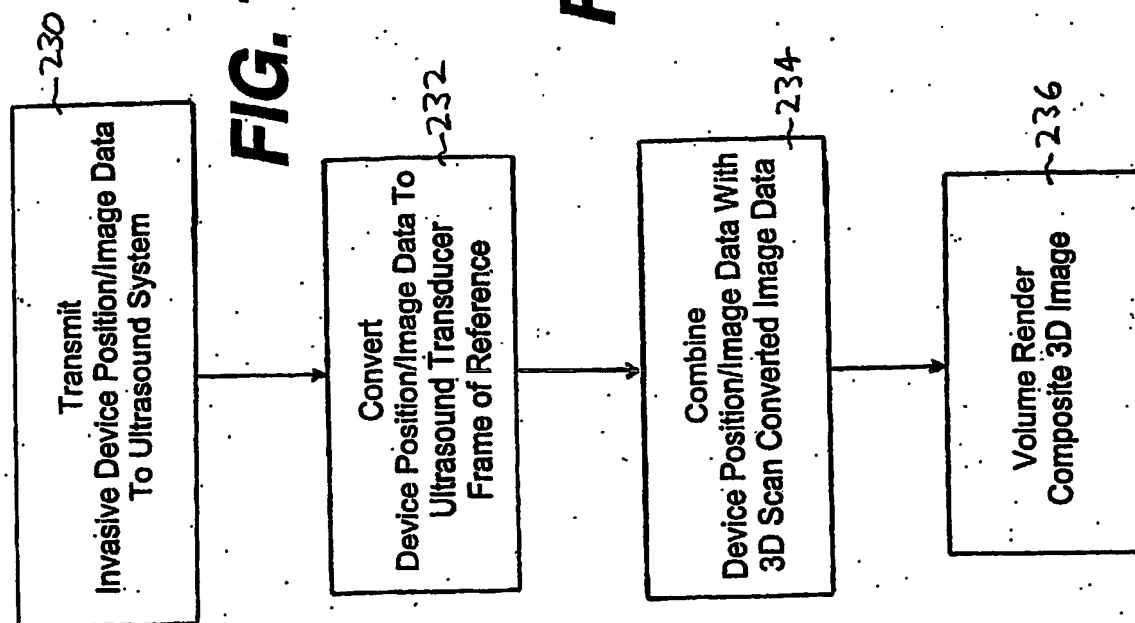 230
Transmit
Invasive Device Position/Image Data
To Ultrasound System
FIG.
232
Convert
Device Position/Image Data To
Ultrasound Transducer
Frame of Reference
234
Combine
Device Position/Image Data With
3D Scan Converted Image Data
236
Volume Render
Composite 3D Image